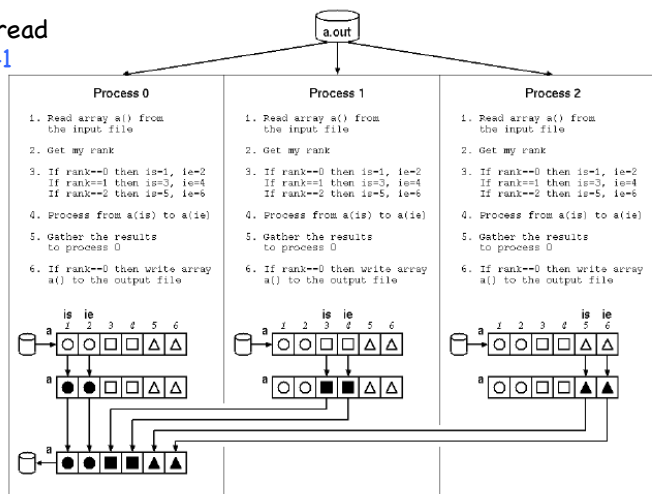 read
a.out
Process 0
1. Read array a() from
the input file
2. Get my rank
3. If rank==0 then is=1, ie=2
If rank==1 then is=3, ie=4
If rank==2 then is=5, ie=6
4. Process from a(is) to a(ie)
5. Gather the results
to process 0
6. If rank==0 then write array
a() to the output file
is ie
1 2 3 4 5 6
a
a
a
Process 1
1. Read array a() from
the input file
2. Get my rank
3. If rank==0 then is=1, ie=2
If rank==1 then is=3, ie=4
If rank==2 then is=5, ie=6
4. Process from a(is) to a(ie)
5. Gather the results
to process 0
6. If rank==0 then write array
a() to the output file
is ie
1 2 3 4 5 6
a
a
Process 2
1. Read array a() from
the input file
2. Get my rank
3. If rank==0 then is=1, ie=2
If rank==1 then is=3, ie=4
If rank==2 then is=5, ie=6
4. Process from a(is) to a(ie)
5. Gather the results
to process 0
6. If rank==0 then write array
a() to the output file
is ie
1 2 3 4 5 6
a
a